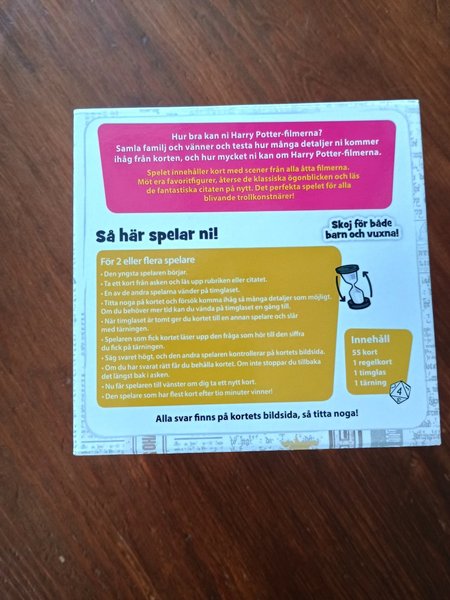 Hur bra kan ni Harry Potter-filmerna?
Samla familj och vänner och testa hur många detaljer ni kommer
ihåg från korten, och hur mycket ni kan om Harry Potter-filmerna.
Spelet innehåller kort med scener från alla åtta filmerna.
Möt era favoritfigurer, återse de klassiska ögonblicken och läs
de fantastiska citaten på nytt. Det perfekta spelet för alla
blivande trollkonstnärer!
Så här spelar ni!
Skoj för både
barn och vuxna!
För 2 eller flera spelare
• Den yngsta spelaren börjar.
• Ta ett kort från asken och läs upp rubriken eller citatet.
• En av de andra spelarna vänder på timglaset.
• Titta noga på kortet och försök komma ihåg så många detaljer som möjligt.
Om du behöver mer tid kan du vända på timglaset en gång till.
• När timglaset är tomt ger du kortet till en annan spelare och slår
med tärningen.
• Spelaren som fick kortet läser upp den fråga som hör till den siffra
du fick på tärningen.
• Säg svaret högt, och den andra spelaren kontrollerar på kortets bildsida.
• Om du har svarat rätt får du behålla kortet. Om inte stoppar du tillbaka
det längst bak i asken.
• Nu får spelaren till vänster om dig ta ett nytt kort.
• Den spelare som har flest kort efter tio minuter vinner!
Innehåll
55 kort
1 regelkort
1 timglas
1 tärning
4
Alla svar finns på kortets bildsida, så titta noga!